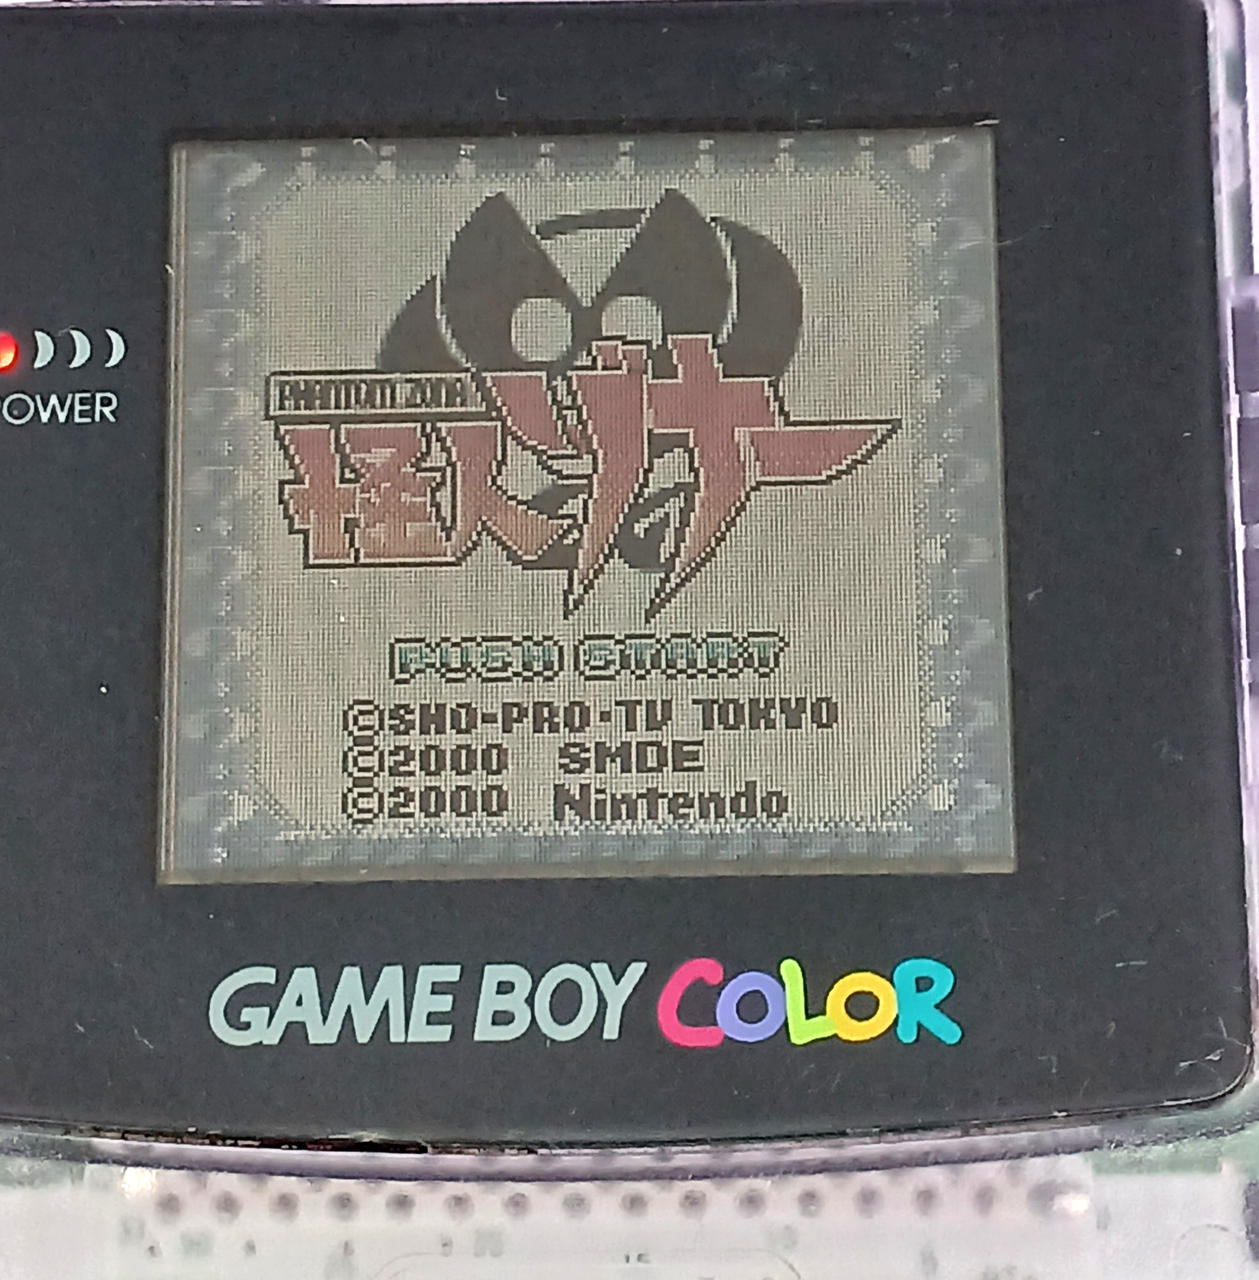 POWER
PHANTOM ZONA
怪人ゾナー
PUSH START
©SHO-PRO・TV TOKYO
©2000 SMDE
©2000 Nintendo
GAME BOY COLOR